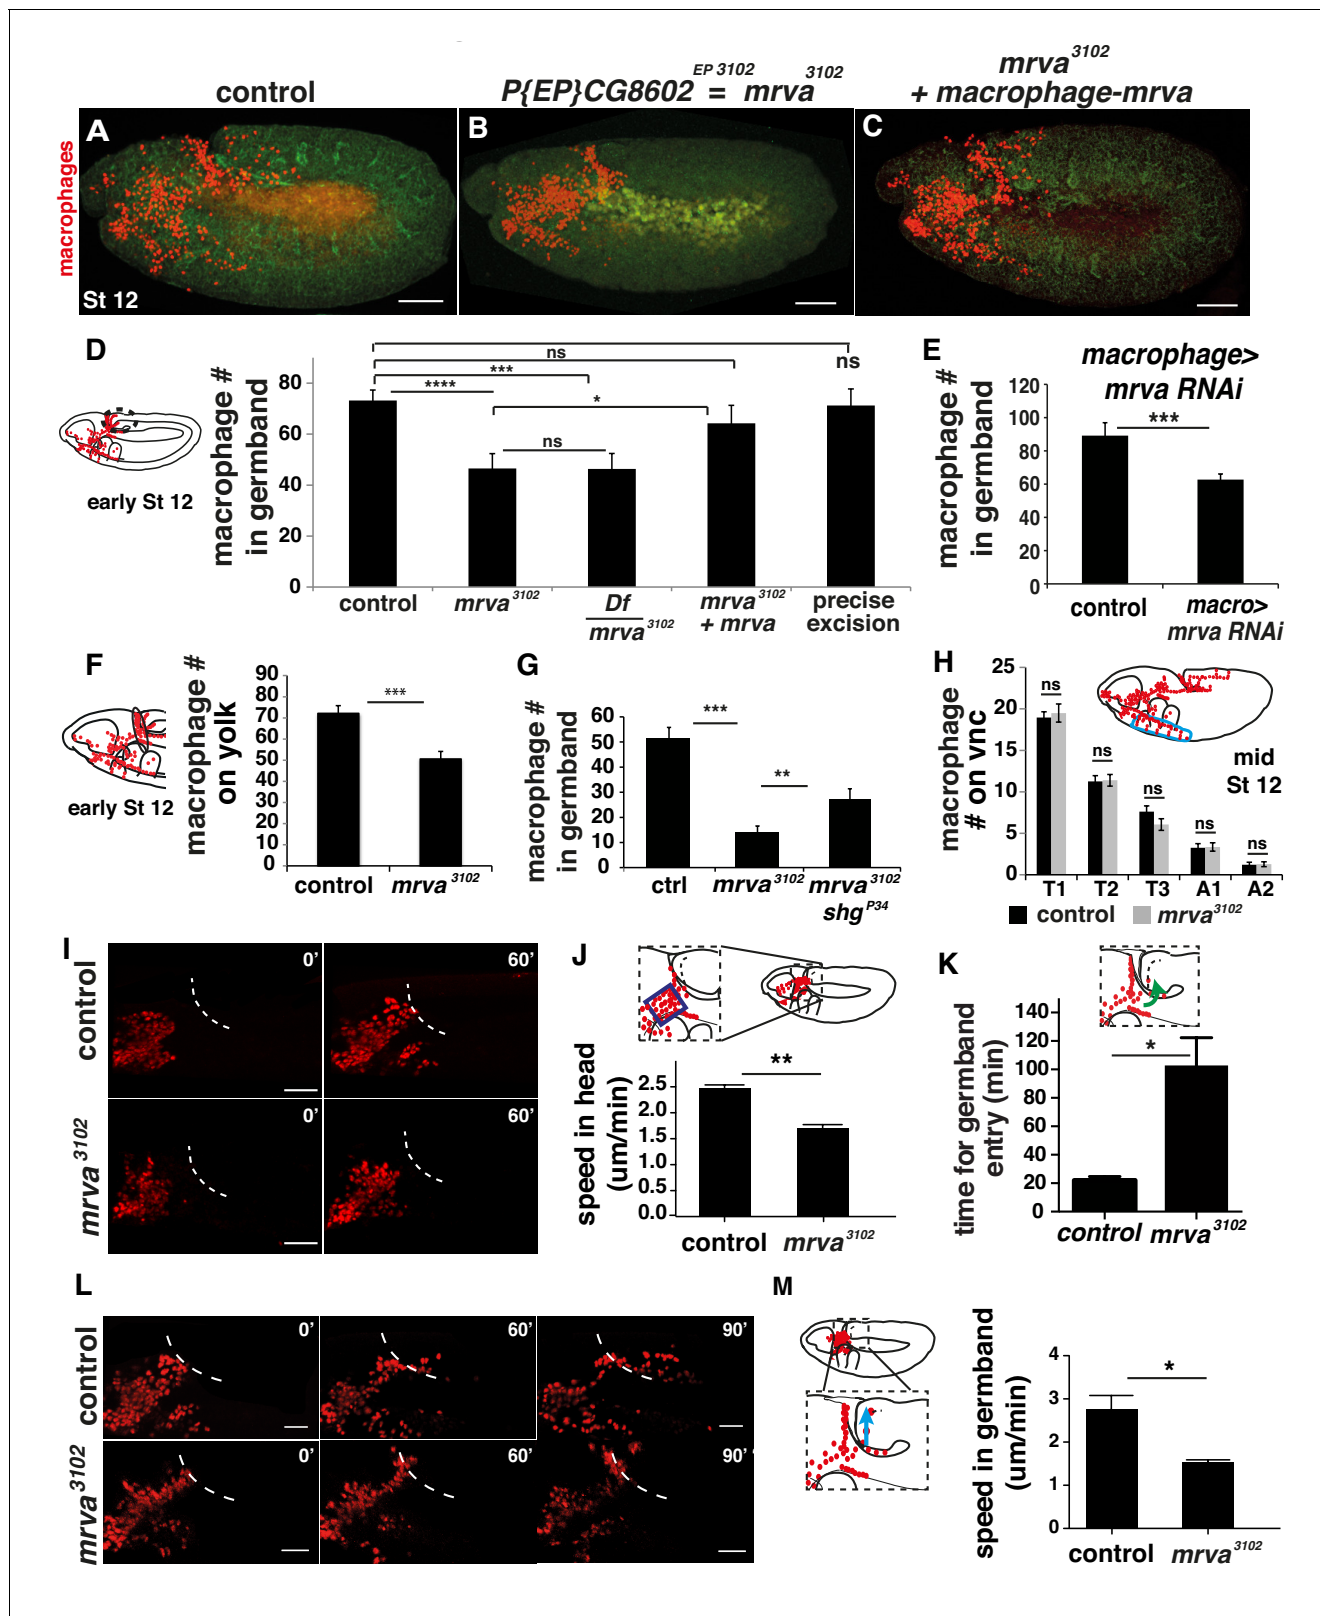 control
P{EP}CG8602 EP 3102 = mrva 3102
mrva 3102
+ macrophage-mrva
macrophages
A
St 12
B
C
D
early St 12
macrophage #
in germband
80
60
40
20
0
ns
ns
***
****
*
ns
control
mrva 3102
Df
mrva 3102
mrva 3102
+ mrva
precise
excision
E
macrophage>
mrva RNAi
macrophage #
in germband
120
100
80
60
40
20
0
***
control
macro>
mrva RNAi
F
early St 12
macrophage #
on yolk
90
80
70
60
50
40
30
20
10
0
***
control
mrva 3102
G
macrophage #
in germband
60
50
40
30
20
10
0
***
**
ctrl
mrva 3102
mrva 3102
shg P34
H
macrophage
# on vnc
25
20
15
10
5
0
ns
ns
ns
ns
ns
mid
St 12
T1
T2
T3
A1
A2
control
mrva 3102
I
control
0’
60’
mrva 3102
0’
60’
J
speed in head
(um/min)
2.5
2.0
1.5
1.0
0.5
0.0
**
control
mrva 3102
K
time for germband
entry (min)
140
120
100
80
60
40
20
0
*
control
mrva 3102
L
control
0’
60’
90’
mrva 3102
0’
60’
90’
M
speed in germband
(um/min)
4
3
2
1
0
*
control
mrva 3102